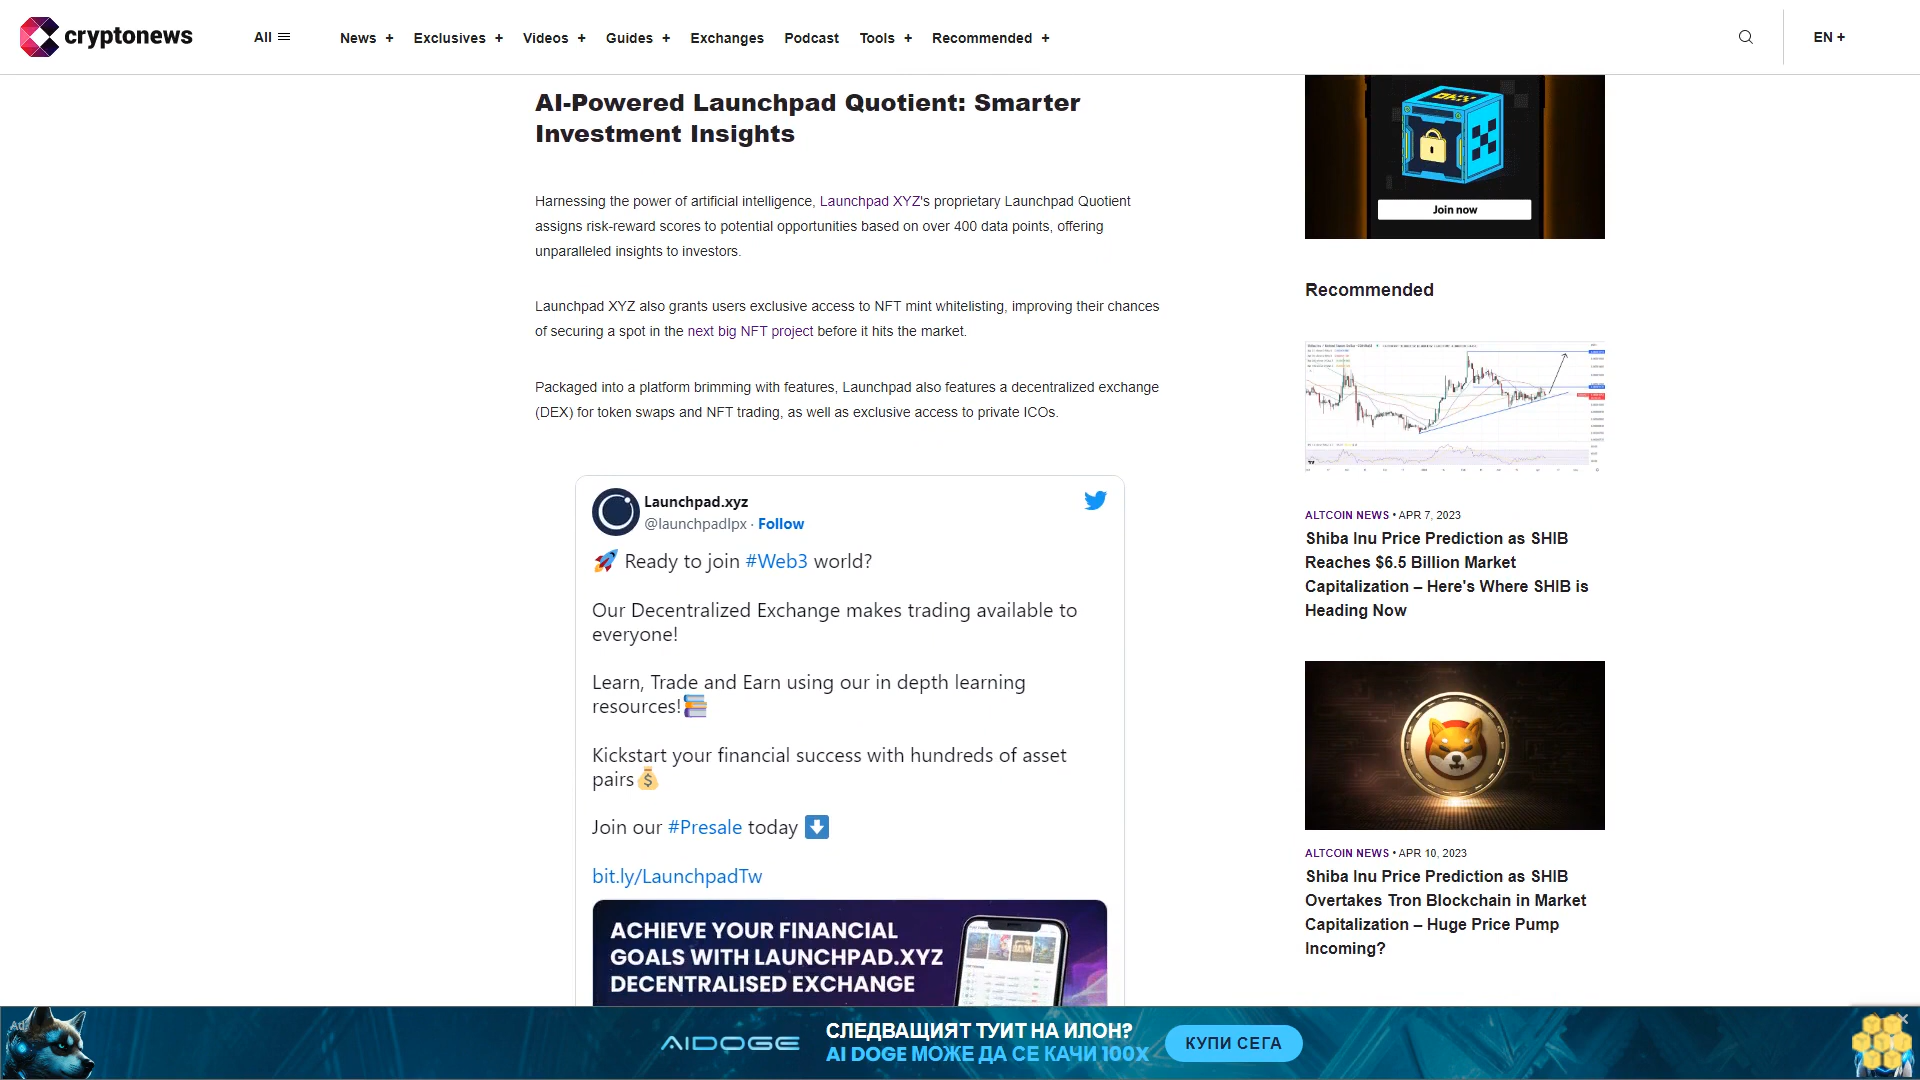 cryptonews
All
News +
Exclusives +
Videos +
Guides +
Exchanges
Podcast
Tools +
Recommended +
EN +
AI-Powered Launchpad Quotient: Smarter
Investment Insights
Harnessing the power of artificial intelligence, Launchpad XYZ's proprietary Launchpad Quotient
assigns risk-reward scores to potential opportunities based on over 400 data points, offering
unparalleled insights to investors.
Launchpad XYZ also grants users exclusive access to NFT mint whitelisting, improving their chances
of securing a spot in the next big NFT project before it hits the market.
Packaged into a platform brimming with features, Launchpad also features a decentralized exchange
(DEX) for token swaps and NFT trading, as well as exclusive access to private ICOs.
Launchpad.xyz
@launchpadlpx · Follow
🚀 Ready to join #Web3 world?
Our Decentralized Exchange makes trading available to
everyone!
Learn, Trade and Earn using our in depth learning
resources!📚
Kickstart your financial success with hundreds of asset
pairs💰
Join our #Presale today ⬇️
bit.ly/LaunchpadTw
ACHIEVE YOUR FINANCIAL
GOALS WITH LAUNCHPAD.XYZ
DECENTRALISED EXCHANGE
Join now
Recommended
ALTCOIN NEWS • APR 7, 2023
Shiba Inu Price Prediction as SHIB
Reaches $6.5 Billion Market
Capitalization – Here's Where SHIB is
Heading Now
ALTCOIN NEWS • APR 10, 2023
Shiba Inu Price Prediction as SHIB
Overtakes Tron Blockchain in Market
Capitalization – Huge Price Pump
Incoming?
Ad
AIDOGE
СЛЕДВАЩИЯТ ТУИТ НА ИЛОН?
AI DOGE МОЖЕ ДА СЕ КАЧИ 100X
КУПИ СЕГА